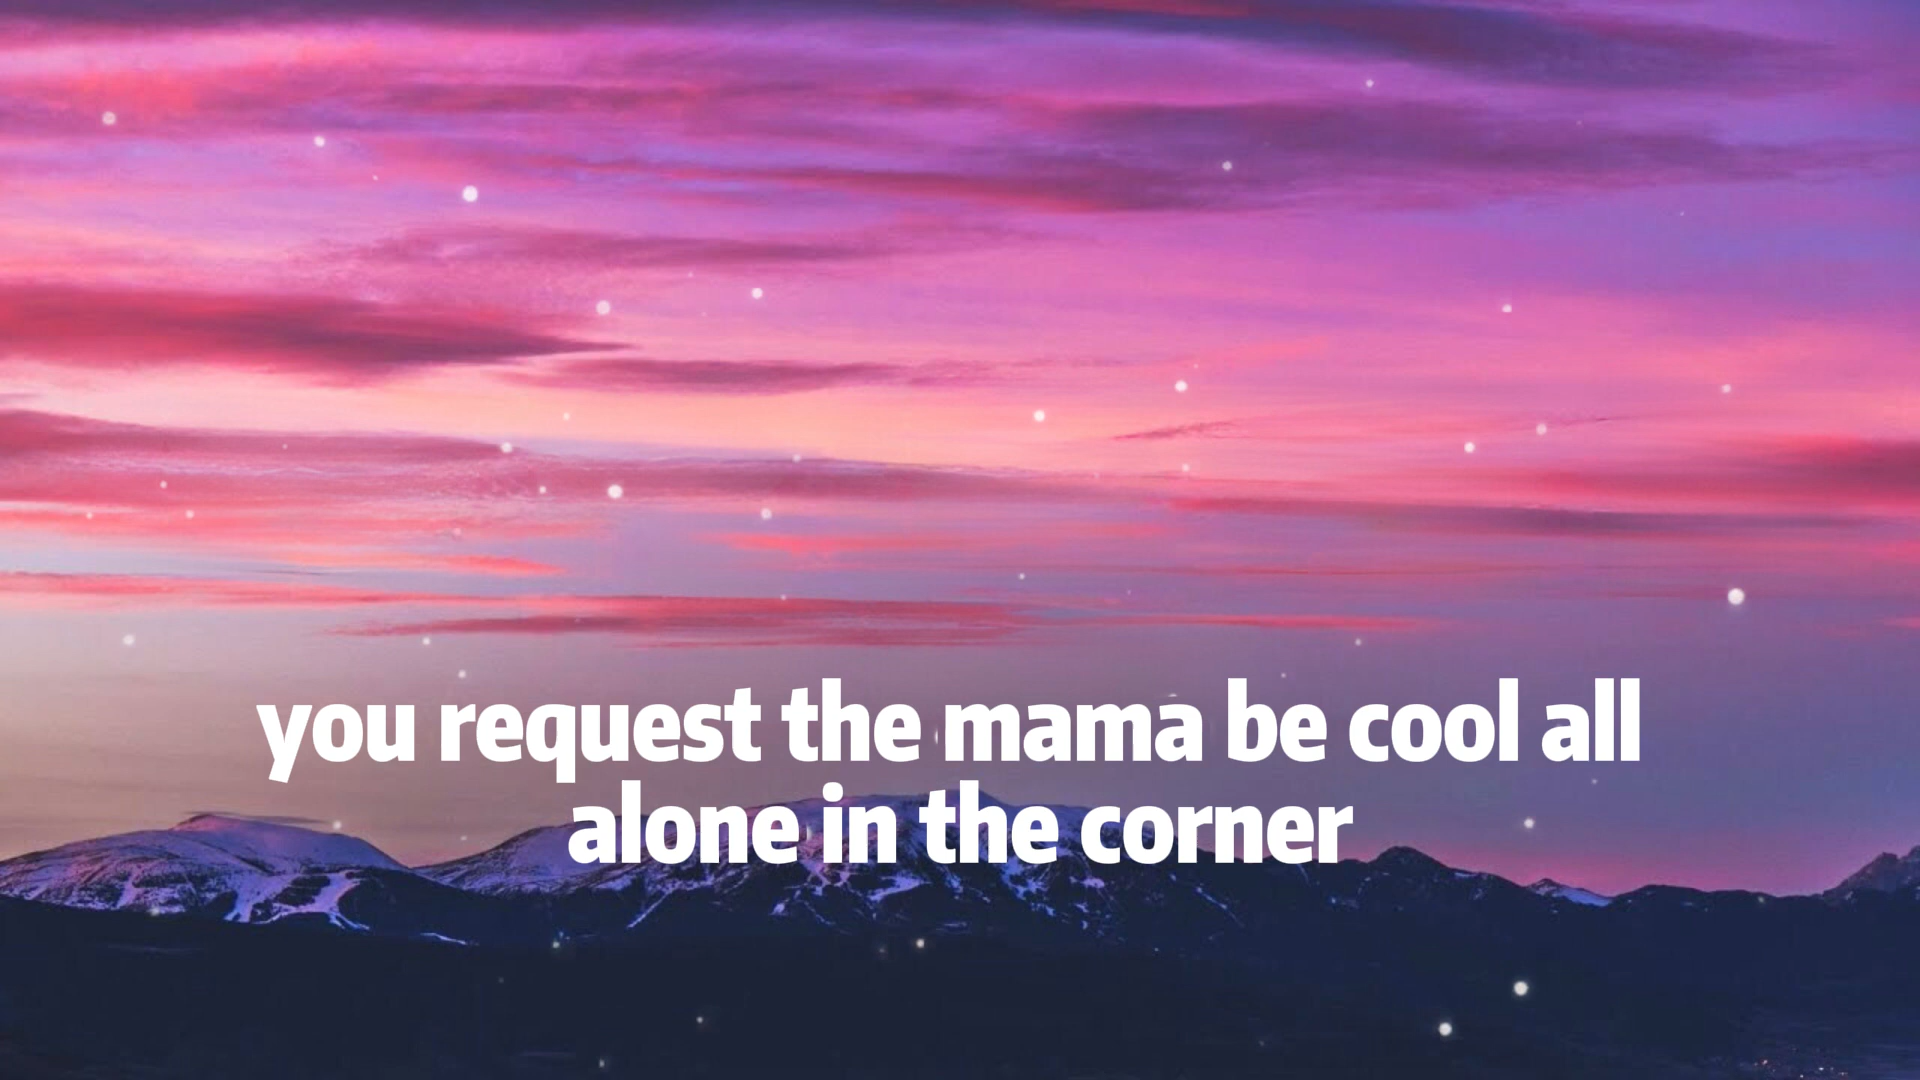 you request the mama be cool all
alone in the corner